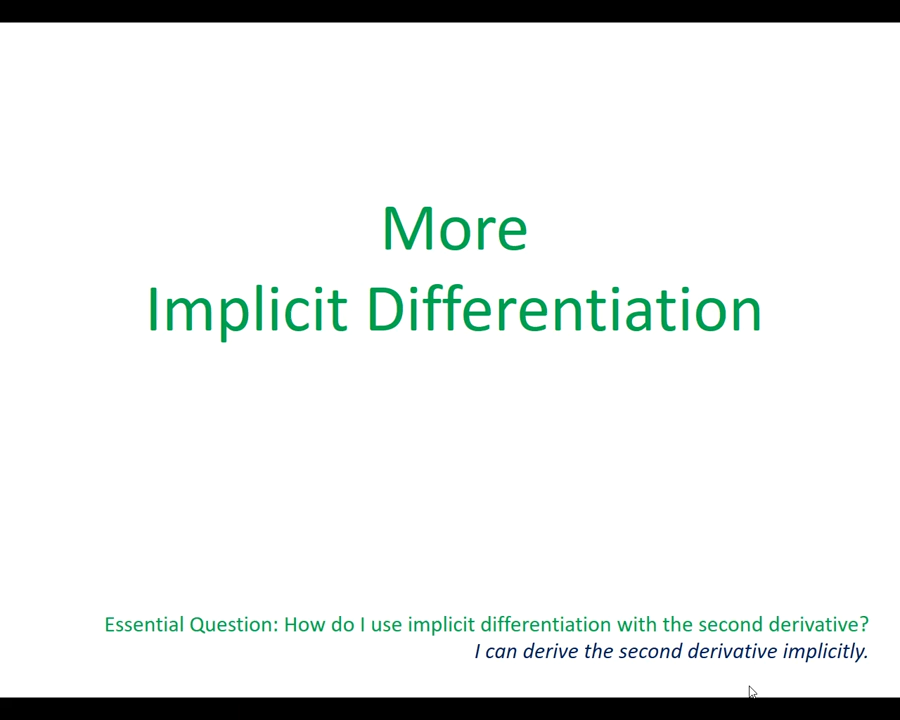 More
Implicit Differentiation
Essential Question: How do I use implicit differentiation with the second derivative?
I can derive the second derivative implicitly.